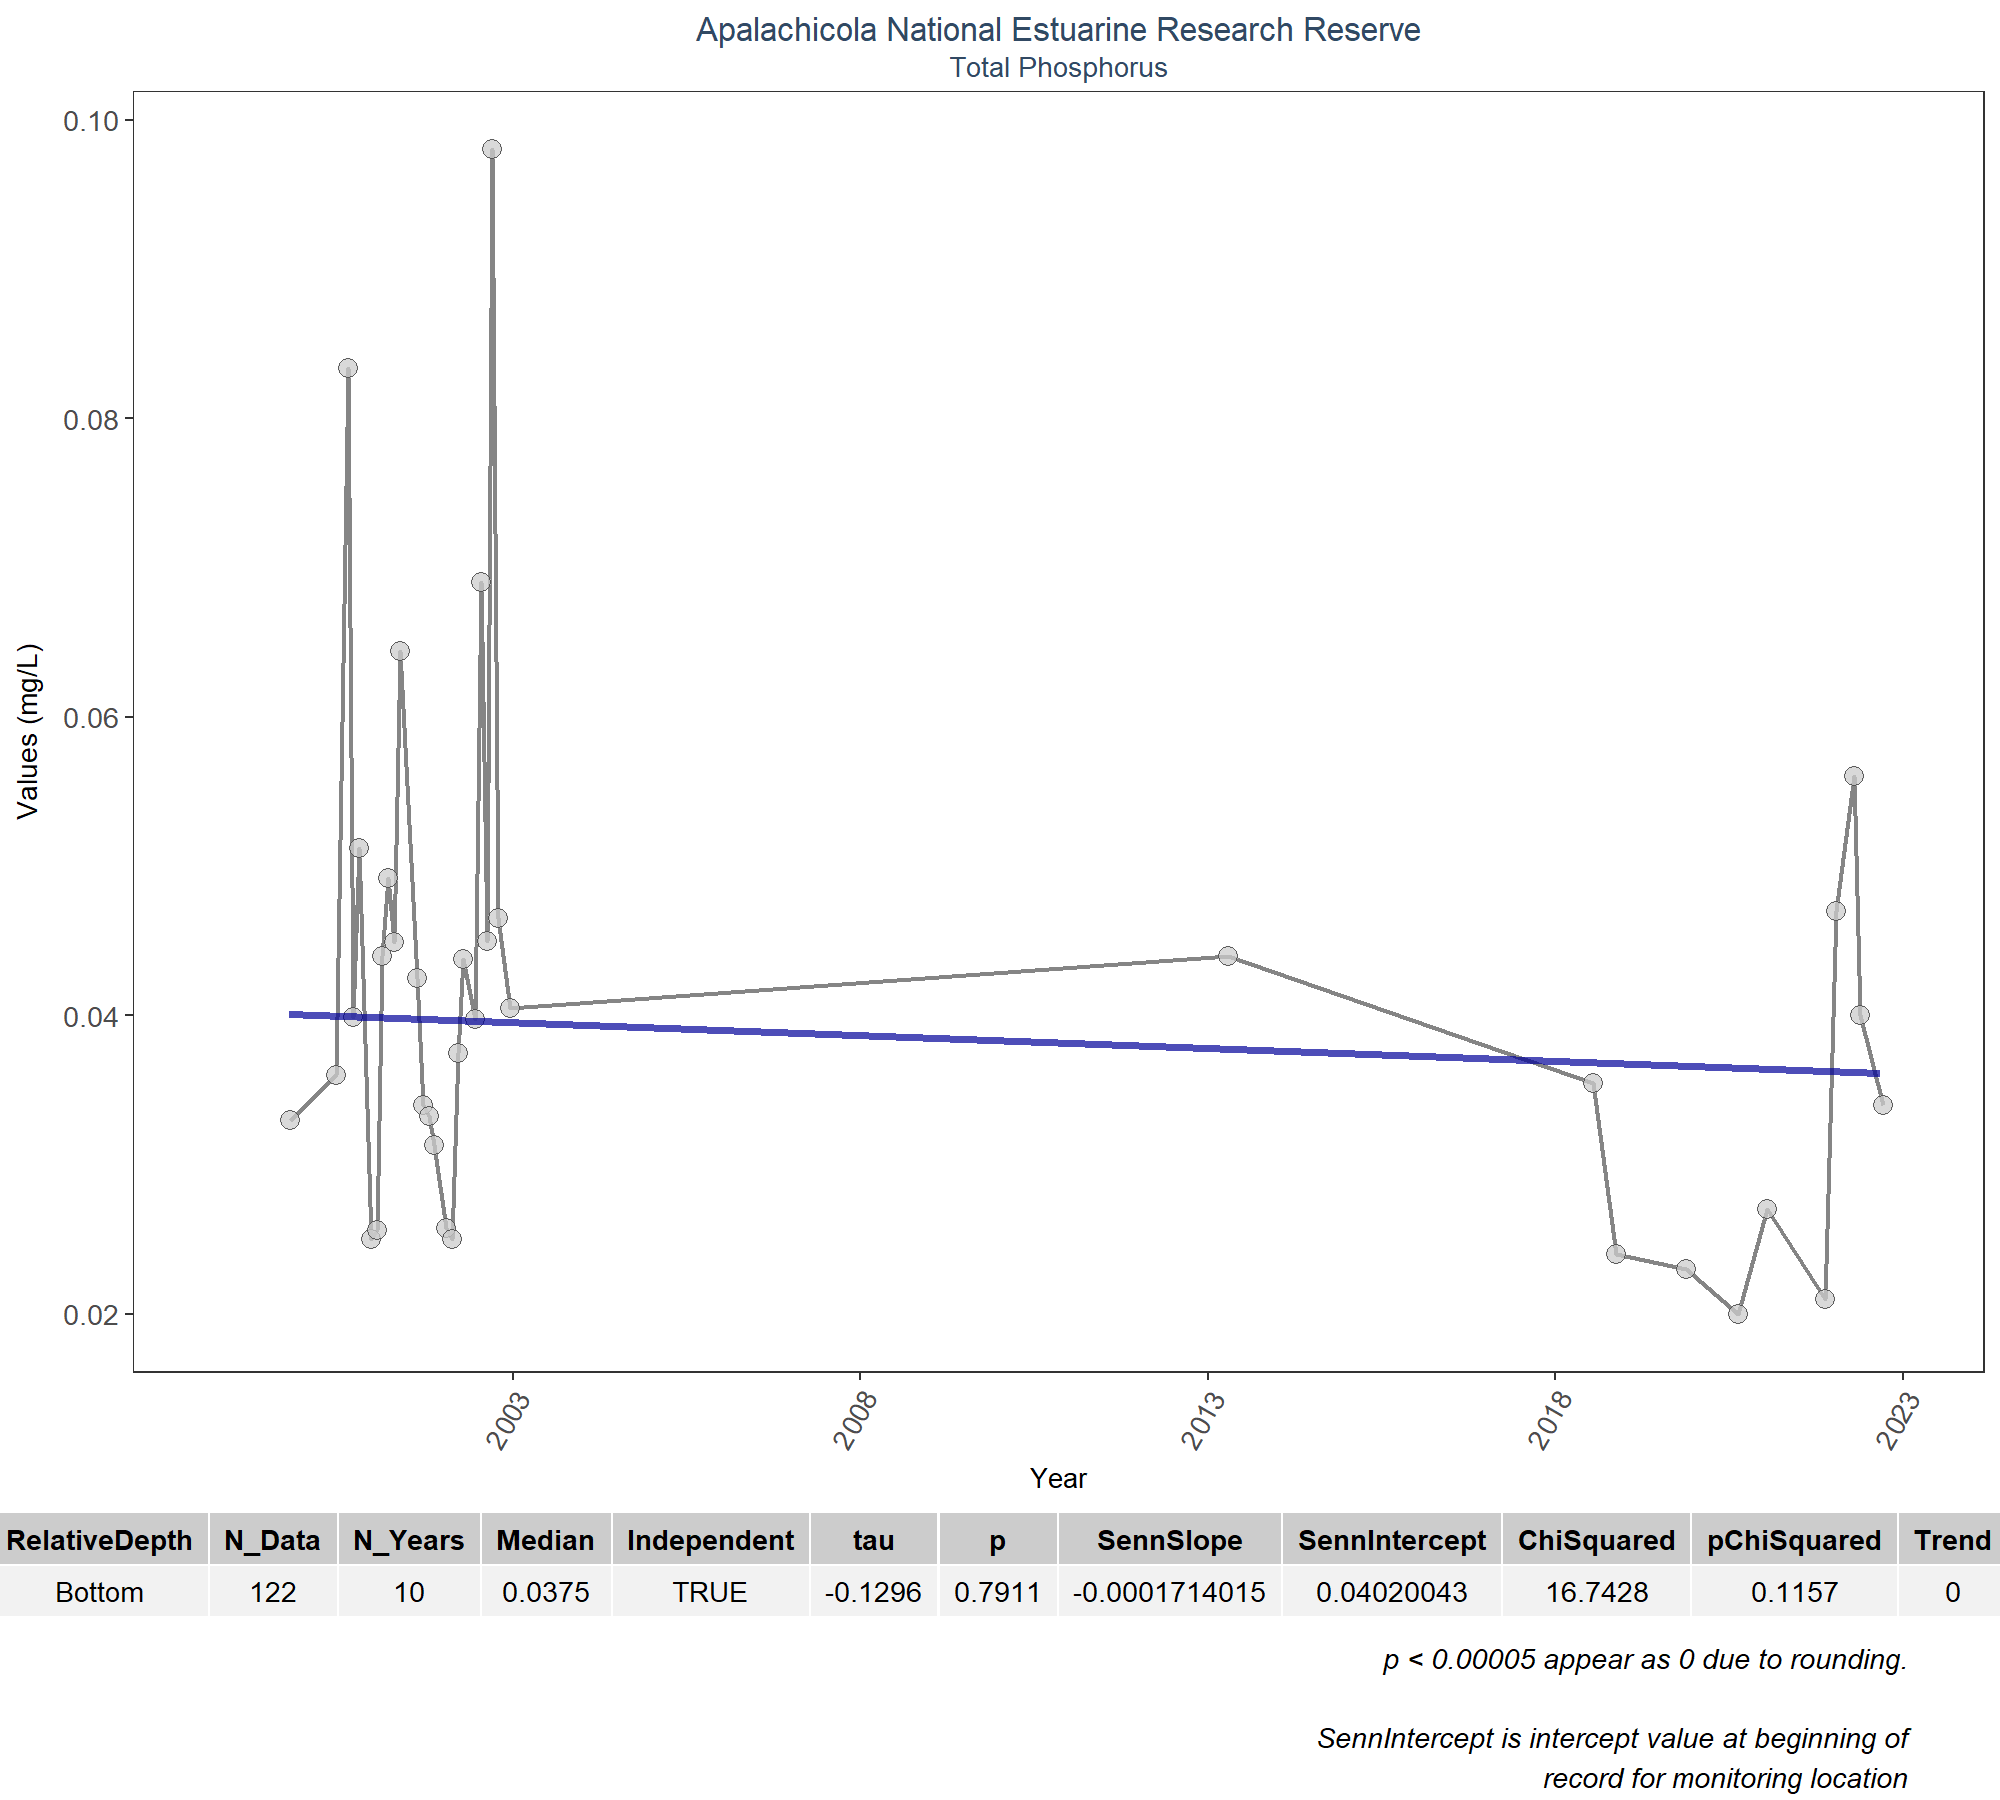 Apalachicola National Estuarine Research Reserve
Total Phosphorus
0.10
0.08
0.06
0.04
0.02
Values (mg/L)
2003 2008 2013 2018 2023
Year
RelativeDepth N_Data N_Years Median Independent tau p SennSlope SennIntercept ChiSquared pChiSquared Trend
Bottom 122 10 0.0375 TRUE -0.1296 0.7911 -0.0001714015 0.04020043 16.7428 0.1157 0
p < 0.00005 appear as 0 due to rounding.
SennIntercept is intercept value at beginning of
record for monitoring location